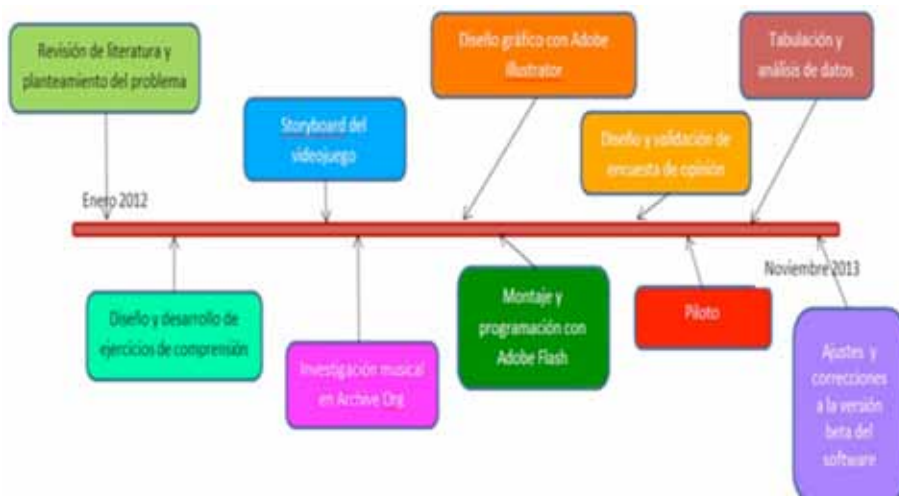 Revisión de literatura y
planteamiento del problema
Diseño gráfico con Adobe
illustrator
Tabulación y
análisis de datos
Storyboard del
videojuego
Diseño y validación de
encuesta de opinión
Enero 2012
Noviembre 2013
Diseño y desarrollo de
ejercicios de comprensión
Investigación musical
en Archive Org
Montaje y
programación con
Adobe Flash
Piloto
Ajustes y
correcciones
a la versión
beta del
software